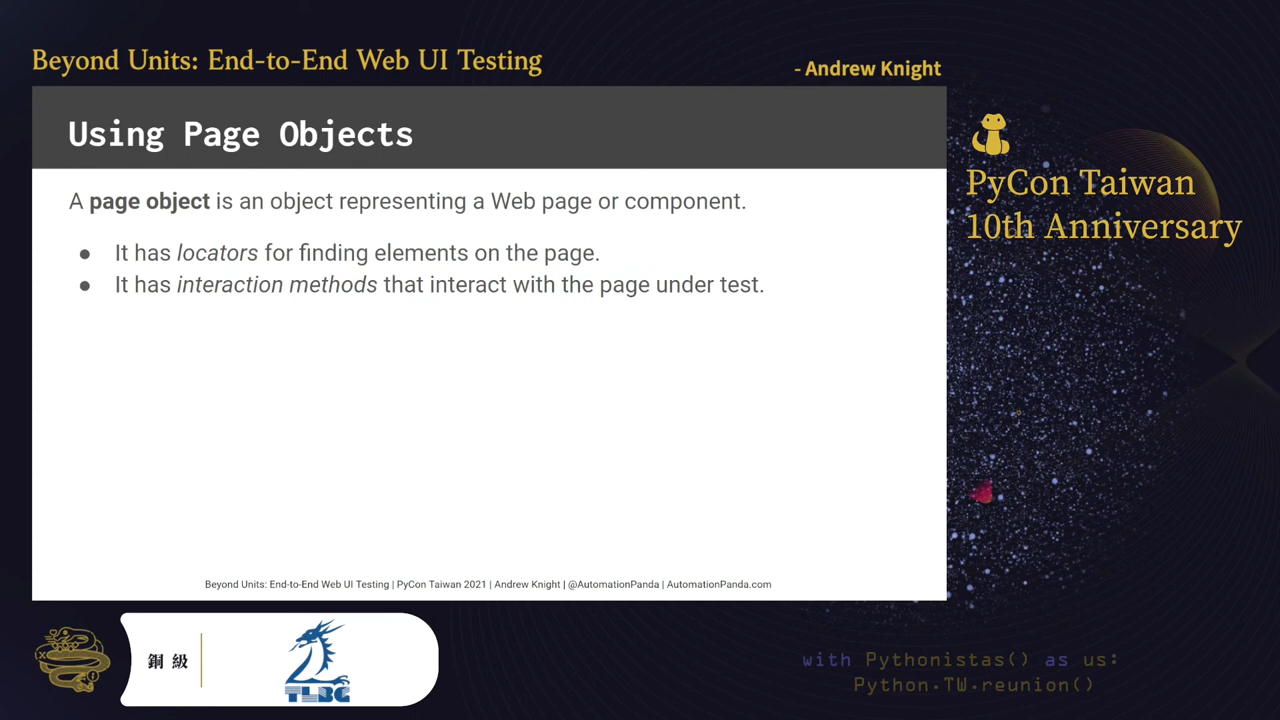 Beyond Units: End-to-End Web UI Testing
- Andrew Knight
Using Page Objects
A page object is an object representing a Web page or component.
● It has locators for finding elements on the page.
● It has interaction methods that interact with the page under test.
Beyond Units: End-to-End Web UI Testing | PyCon Taiwan 2021 | Andrew Knight | @AutomationPanda | AutomationPanda.com
PyCon Taiwan
10th Anniversary
銅級
TLBG
with Pythonistas() as us:
Python.TW.reunion()